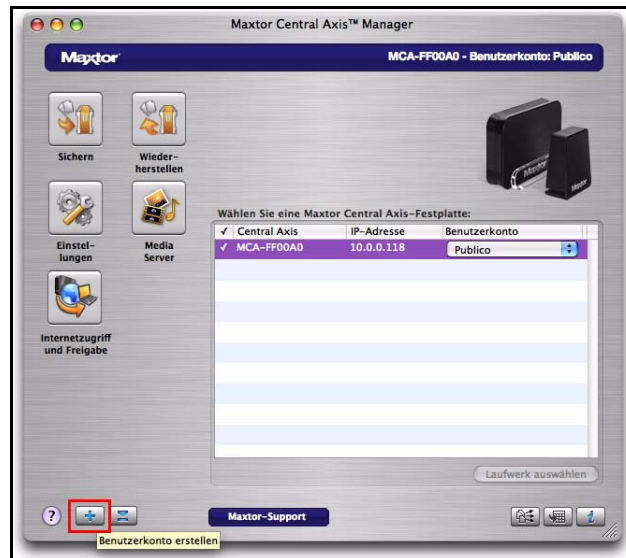 Maxtor Central Axis™ Manager
Maxtor
MCA-FF00A0 - Benutzerkonto: Publico
Sichern
Wieder-
herstellen
Maxtor
Maxtor
Einstel-
lungen
Media
Server
Internetzugriff
und Freigabe
Wählen Sie eine Maxtor Central Axis-Festplatte:
✓ Central Axis IP-Adresse Benutzerkonto
✓ MCA-FF00A0 10.0.0.118 Publico
Laufwerk auswählen
?
Maxtor-Support
i
Benutzerkonto erstellen